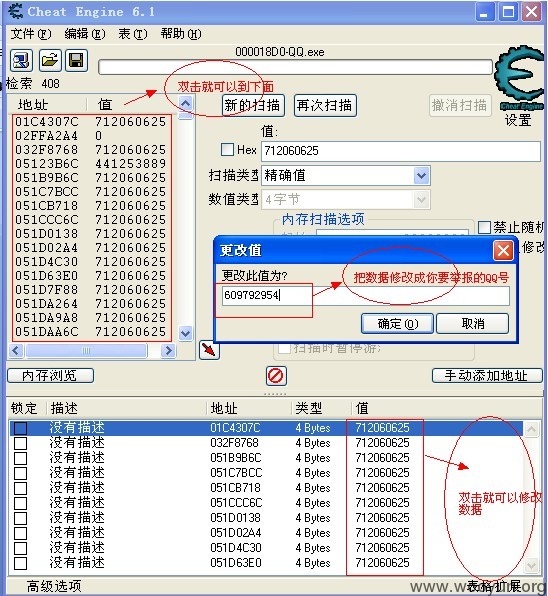 Cheat Engine 6.1
文件(F) 编辑(E) 表(T) 帮助(H)
000018D0-QQ.exe
检索 408
双击就可以到下面
地址 值
01C4307C 712060625
02FFA2A4 0
032F8768 712060625
05123B6C 441253889
051B9B6C 712060625
051C7BCC 712060625
051CB718 712060625
051CCC6C 712060625
051D0138 712060625
051D02A4 712060625
051D4C30 712060625
051D63E0 712060625
051D7F88 712060625
051DA264 712060625
051DA9A8 712060625
051DAA6C 712060625
新的扫描 再次扫描 撤消扫描
Cheat Engine
设置
值:
Hex 712060625
扫描类型 精确值
数值类型 4字节
内存扫描选项
禁止随机
修改
更改值
更改此值为?
609792954
把数据修改成你要举报的QQ号
确定(O) 取消
扫描时暂停游
内存浏览 手动添加地址
锁定 描述 地址 类型 值
没有描述 01C4307C 4 Bytes 712060625
没有描述 032F8768 4 Bytes 712060625
没有描述 051B9B6C 4 Bytes 712060625
没有描述 051C7BCC 4 Bytes 712060625
没有描述 051CB718 4 Bytes 712060625
没有描述 051CCC6C 4 Bytes 712060625
没有描述 051D0138 4 Bytes 712060625
没有描述 051D02A4 4 Bytes 712060625
没有描述 051D4C30 4 Bytes 712060625
没有描述 051D63E0 4 Bytes 712060625
双击就可以修改
数据
高级选项 表格扩展